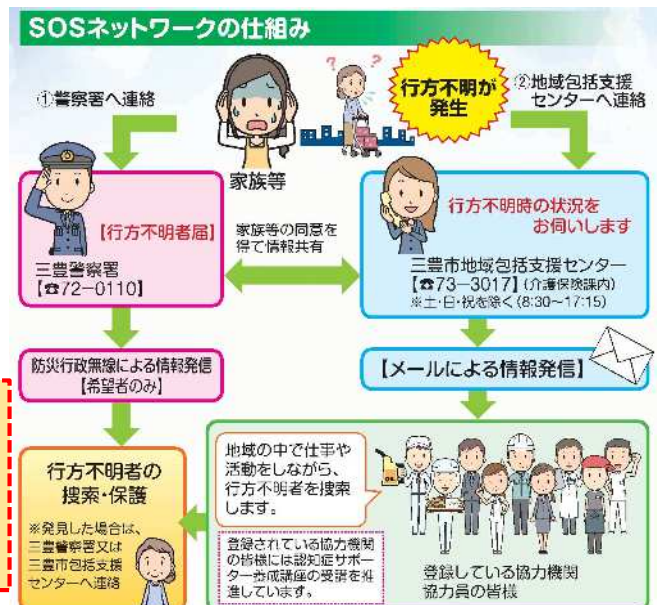 SOSネットワークの仕組み
①警察署へ連絡
行方不明が
発生
②地域包括支援
センターへ連絡
? ?
家族等
【行方不明者届】
三豊警察署
【☎72-0110】
家族等の同意を
得て情報共有
行方不明時の状況を
お伺いします
三豊市地域包括支援センター
【☎73-3017】(介護保険課内)
※土・日・祝を除く(8:30~17:15)
防災行政無線による情報発信
【希望者のみ】
【メールによる情報発信】
行方不明者の
捜索・保護
※発見した場合は、
三豊警察署又は
三豊市包括支援
センターへ連絡
地域の中で仕事や
活動をしながら、
行方不明者を捜索
します。
登録されている協力機関
の皆様には認知症サポー
ター養成講座の受講を推
進しています。
登録している協力機関
協力員の皆様